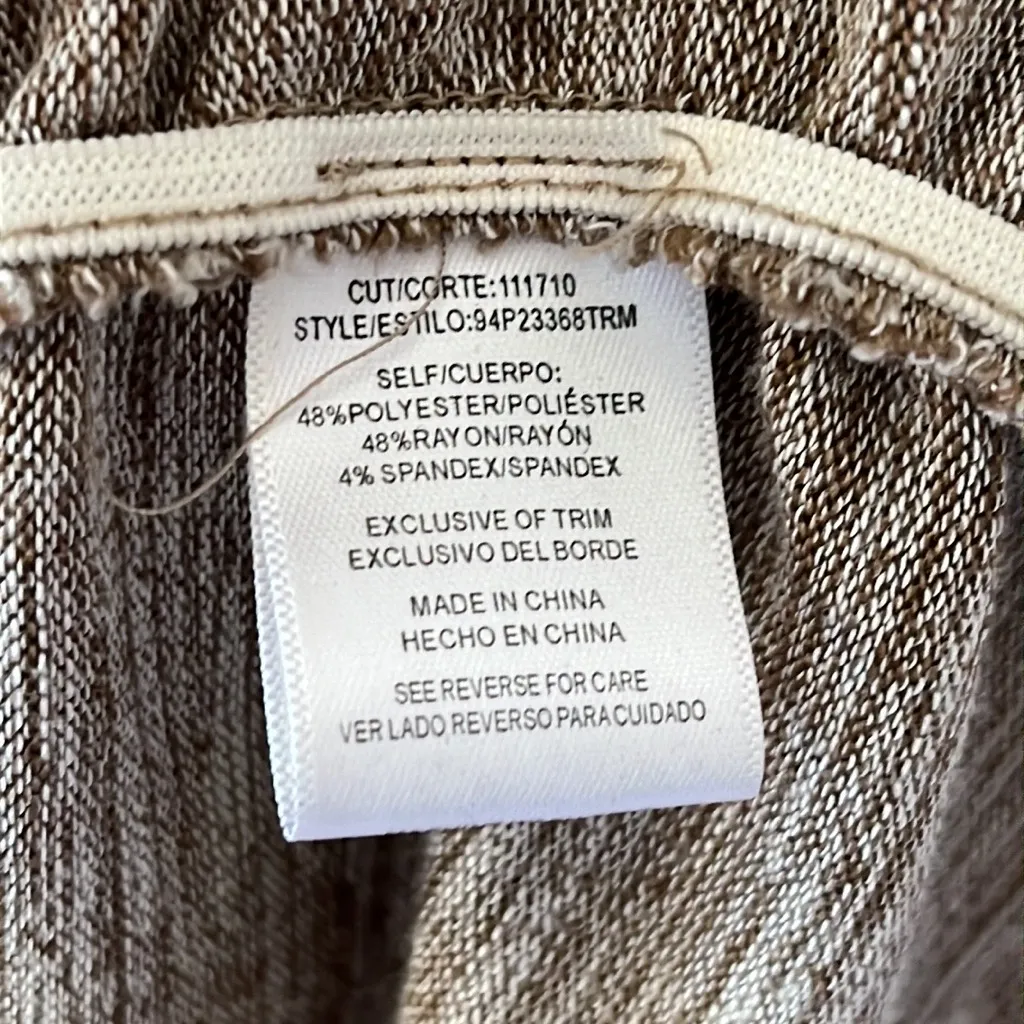 CUT/CORTE:111710
STYLE/ESTILO:94P23368TRM
SELF/CUERPO:
48%POLYESTER/POLIÉSTER
48%RAYON/RAYÓN
4% SPANDEX/SPANDEX
EXCLUSIVE OF TRIM
EXCLUSIVO DEL BORDE
MADE IN CHINA
HECHO EN CHINA
SEE REVERSE FOR CARE
VER LADO REVERSO PARA CUIDADO